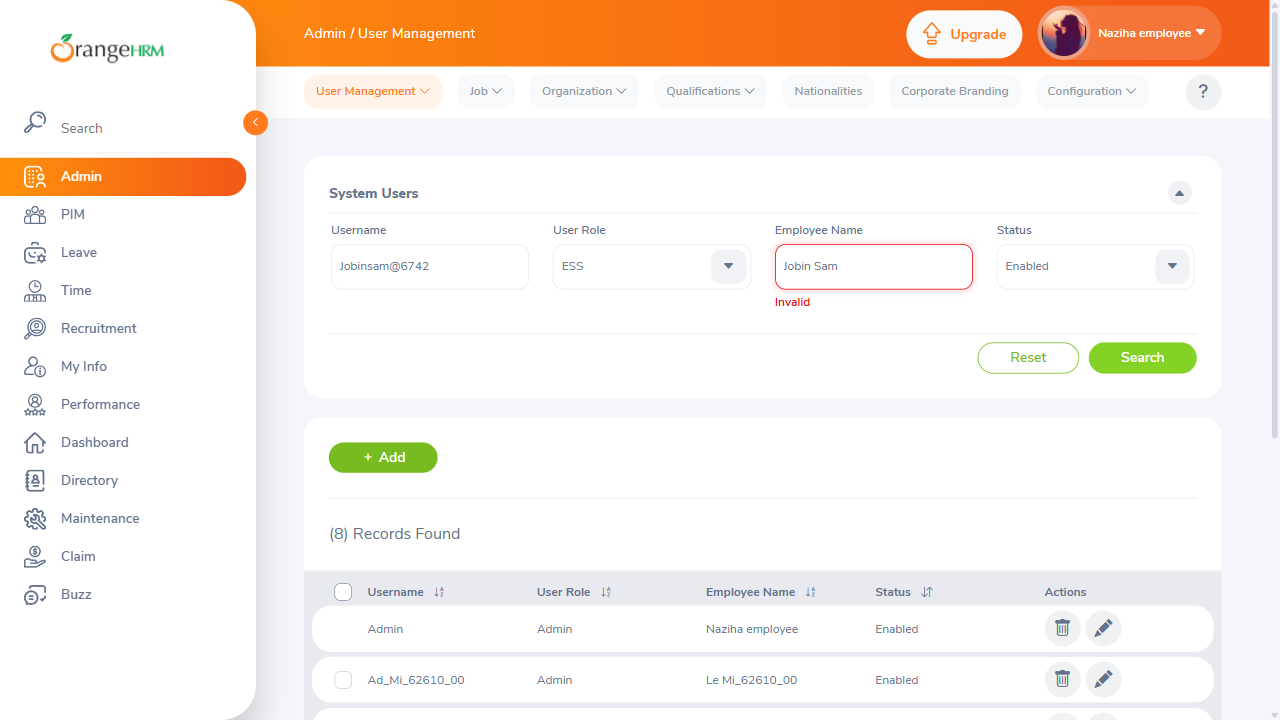 OrangeHRM
Search
Admin
PIM
Leave
Time
Recruitment
My Info
Performance
Dashboard
Directory
Maintenance
Claim
Buzz
Admin / User Management
Upgrade
Naziha employee
User Management
Job
Organization
Qualifications
Nationalities
Corporate Branding
Configuration
?
System Users
Username
User Role
Employee Name
Status
Jobinsam@6742
ESS
Jobin Sam
Enabled
Invalid
Reset
Search
+ Add
(8) Records Found
Username
User Role
Employee Name
Status
Actions
Admin
Admin
Naziha employee
Enabled
Ad_Mi_62610_00
Admin
Le Mi_62610_00
Enabled